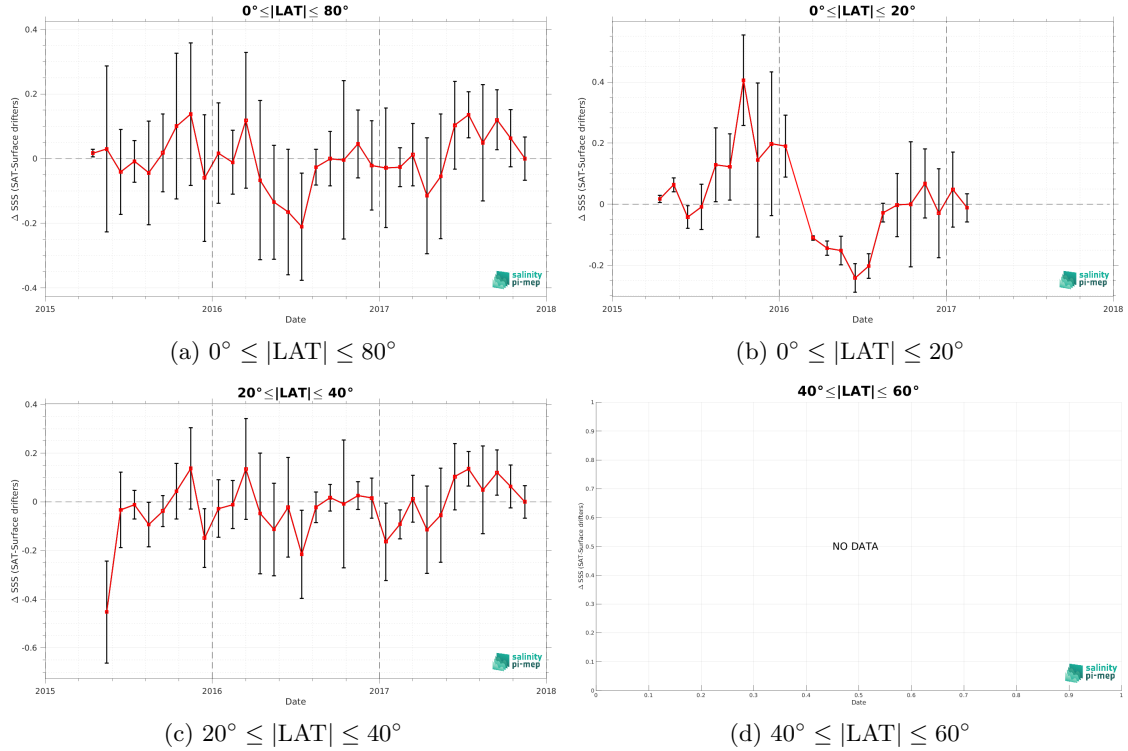 0°≤|LAT|≤ 80°
Δ SSS (SAT-Surface drifters)
0.4
0.2
0
-0.2
-0.4
2015
2016
2017
2018
Date
salinity
pi-mep
(a) 0° ≤ |LAT| ≤ 80°
0°≤|LAT|≤ 20°
Δ SSS (SAT-Surface drifters)
0.4
0.2
0
-0.2
2015
2016
2017
2018
Date
salinity
pi-mep
(b) 0° ≤ |LAT| ≤ 20°
20°≤|LAT|≤ 40°
Δ SSS (SAT-Surface drifters)
0.4
0.2
0
-0.2
-0.4
-0.6
2015
2016
2017
2018
Date
salinity
pi-mep
(c) 20° ≤ |LAT| ≤ 40°
40°≤|LAT|≤ 60°
Δ SSS (SAT-Surface drifters)
1
0.9
0.8
0.7
0.6
0.5
0.4
0.3
0.2
0.1
0
NO DATA
0
0.1
0.2
0.3
0.4
0.5
0.6
0.7
0.8
0.9
1
Date
salinity
pi-mep
(d) 40° ≤ |LAT| ≤ 60°